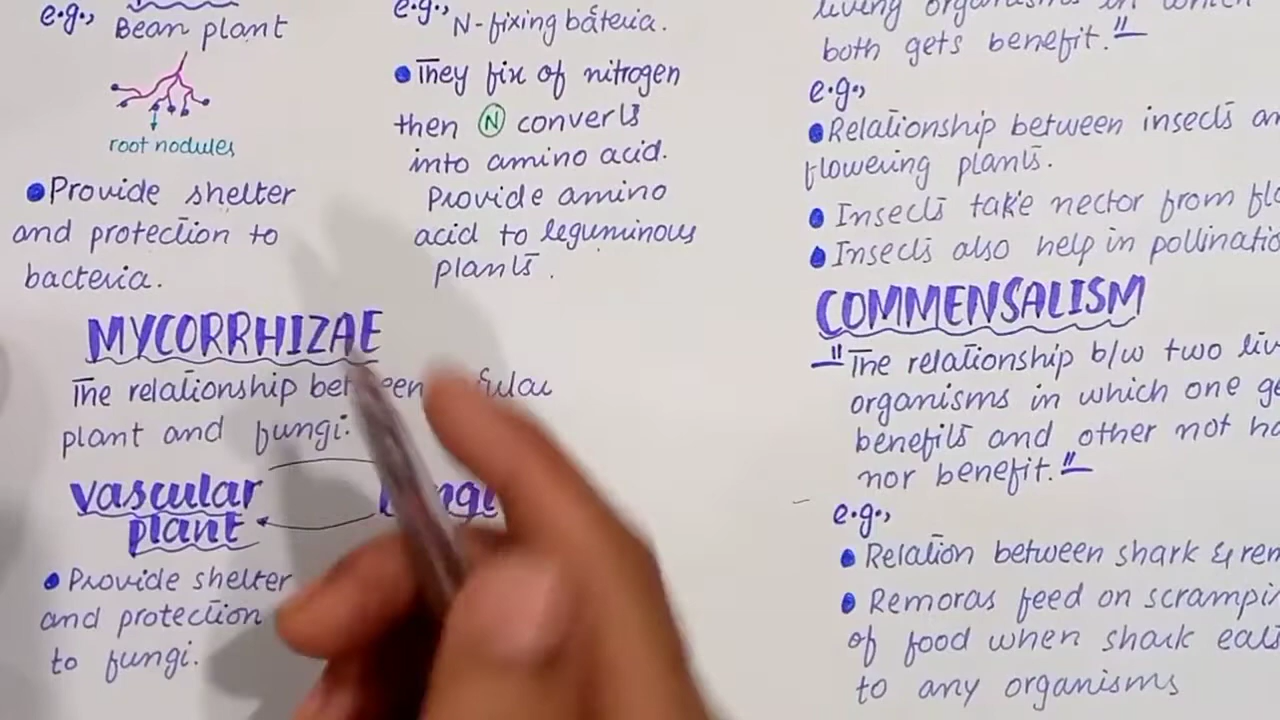 e.g.,
Bean plant
root nodules
• Provide shelter
and protection to
bacteria.
e.g.,
N-fixing bateria.
• They fix of nitrogen
then N converts
into amino acid.
Provide amino
acid to leguminous
plants.
MYCORRHIZAE
The relationship
plant and fungi.
vascular
plant
• Provide shelter
and protection
to fungi.
both gets benefit."
e.g.,
• Relationship between insects
flowering plants.
• Insects take nector from
• Insects also help in
COMMENSALISM
"The relationship b/w two
organisms in which one
benefits and other not
nor benefit."
e.g.,
• Relation between shark &
• Remoras feed on
of food when shark
to any organisms